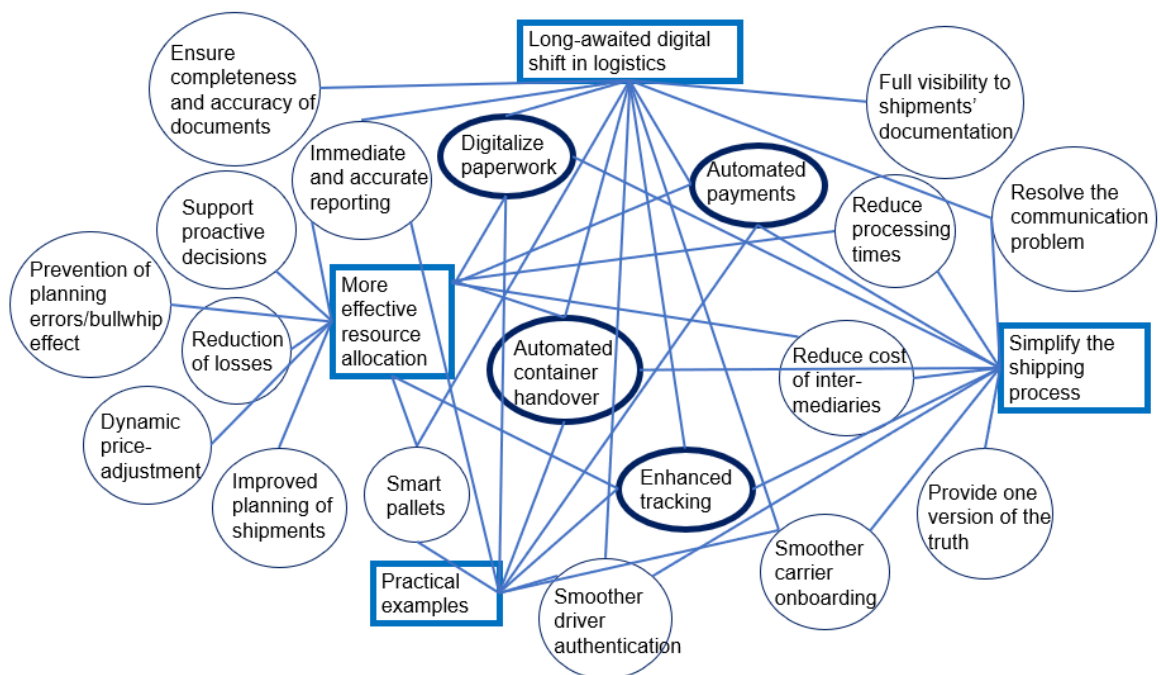 Long-awaited digital
shift in logistics
Ensure
completeness
and accuracy of
documents
Full visibility to
shipments’
documentation
Digitalize
paperwork
Immediate
and accurate
reporting
Automated
payments
Resolve the
communication
problem
Support
proactive
decisions
Reduce
processing
times
Prevention of
planning
errors/bullwhip
effect
More
effective
resource
allocation
Reduction
of losses
Automated
container
handover
Reduce cost
of inter-
mediaries
Simplify the
shipping
process
Dynamic
price-
adjustment
Improved
planning of
shipments
Smart
pallets
Enhanced
tracking
Provide one
version of the
truth
Practical
examples
Smoother
driver
authentication
Smoother
carrier
onboarding